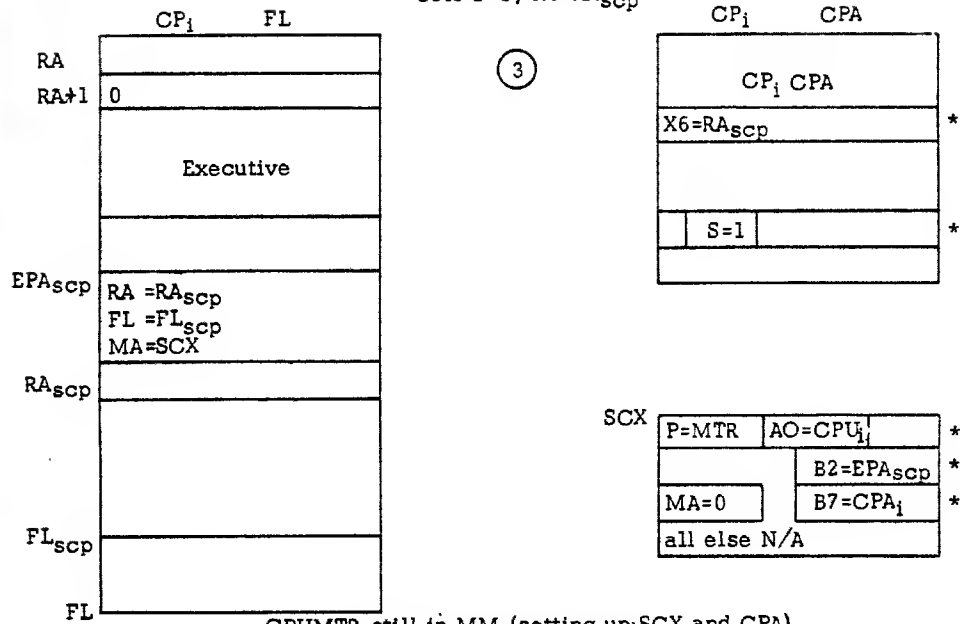 CPi FL
RA
RA+1 0
Executive
EPAscp
RA =RAscp
FL =FLscp
MA=SCX
RAscp
FLscp
FL
3
CPi CPA
CPi CPA
X6=RAscp *
S=1 *
SCX
P=MTR AO=CPUi *
B2=EPAscp *
MA=0 B7=CPAi *
all else N/A
CPUMTR still in MM (setting up SCX and CPA)